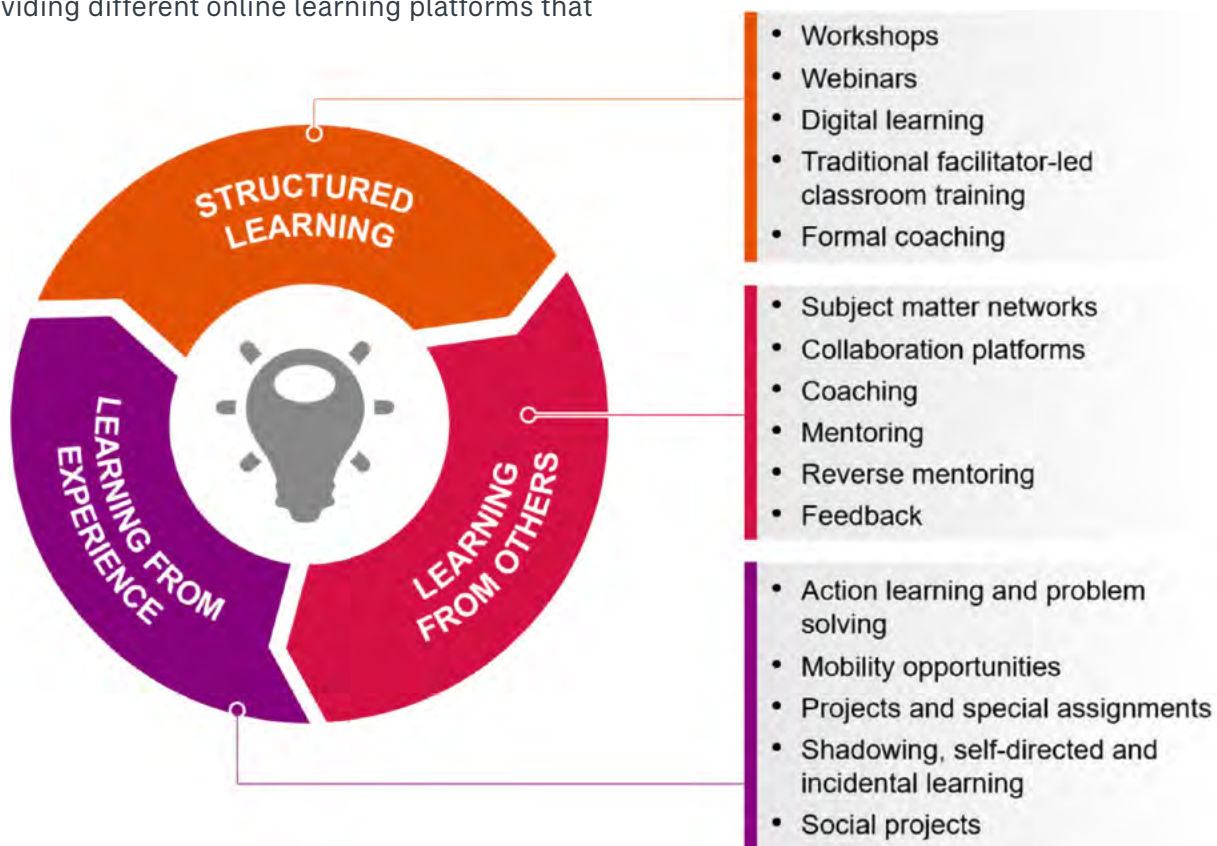 viding different online learning platforms that
STRUCTURED
LEARNING
• Workshops
• Webinars
• Digital learning
• Traditional facilitator-led
classroom training
• Formal coaching
LEARNING
FROM OTHERS
• Subject matter networks
• Collaboration platforms
• Coaching
• Mentoring
• Reverse mentoring
• Feedback
LEARNING FROM
EXPERIENCE
• Action learning and problem
solving
• Mobility opportunities
• Projects and special assignments
• Shadowing, self-directed and
incidental learning
• Social projects